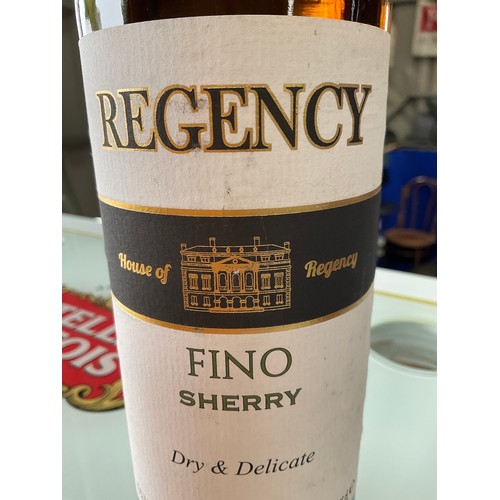 REGENCY
House of Regency
FINO
SHERRY
Dry & Delicate